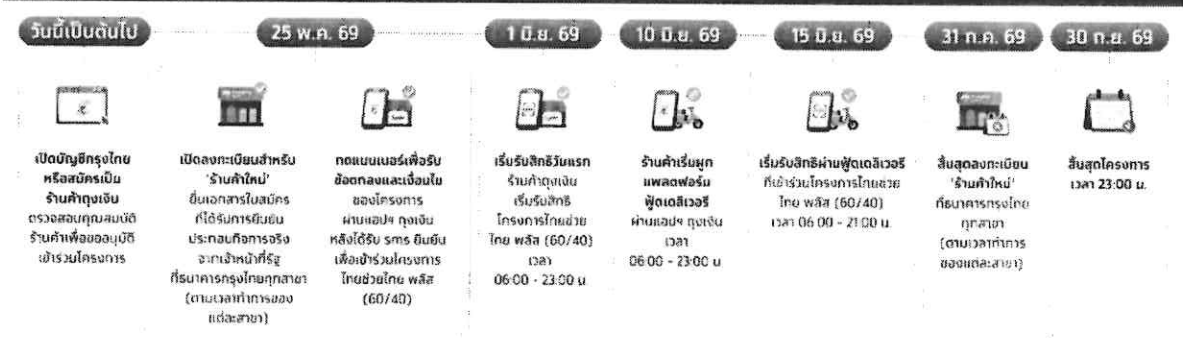 วันนี้เป็นต้นไป
เปิดบัญชีกรุงไทย
หรือสมัครเป็น
ร้านค้าถุงเงิน
ตรวจสอบคุณสมบัติ
ร้านค้าเพื่อขออนุมัติ
เข้าร่วมโครงการ
25 พ.ค. 69
เปิดลงทะเบียนสำหรับ
'ร้านค้าใหม่'
ยื่นเอกสารใบสมัคร
ที่ได้รับการยืนยัน
ประกอบกิจการจริง
จากเจ้าหน้าที่รัฐ
ที่ธนาคารกรุงไทยทุกสาขา
(ตามเวลาทำการของ
แต่ละสาขา)
กดแบนเนอร์เพื่อรับ
ข้อตกลงและเงื่อนไข
ของโครงการ
ผ่านแอปฯ ถุงเงิน
หลังได้รับ sms ยืนยัน
เพื่อเข้าร่วมโครงการ
ไทยช่วยไทย พลัส
(60/40)
1 มิ.ย. 69
เริ่มรับสิทธิวันแรก
ร้านค้าถุงเงิน
เริ่มรับสิทธิ
โครงการไทยช่วย
ไทย พลัส (60/40)
เวลา
06:00 - 23:00 น
10 มิ.ย. 69
ร้านค้าเริ่มผูก
แพลตฟอร์ม
ฟู้ดเดลิเวอรี
ผ่านแอปฯ ถุงเงิน
เวลา
06:00 - 23:00 น
15 มิ.ย. 69
เริ่มรับสิทธิผ่านฟู้ดเดลิเวอรี
ที่เข้าร่วมโครงการไทยช่วย
ไทย พลัส (60/40)
เวลา 06:00 - 21:00 น.
31 ก.ค. 69
สิ้นสุดลงทะเบียน
'ร้านค้าใหม่'
ที่ธนาคารกรุงไทย
ทุกสาขา
(ตามเวลาทำการ
ของแต่ละสาขา)
30 ก.ย. 69
สิ้นสุดโครงการ
เวลา 23:00 น.